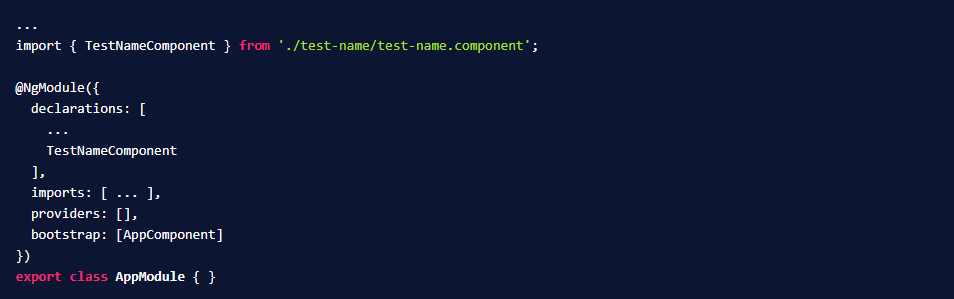 ...
import { TestNameComponent } from './test-name/test-name.component';
@NgModule({
declarations: [
...
TestNameComponent
],
imports: [ ... ],
providers: [],
bootstrap: [AppComponent]
})
export class AppModule { }